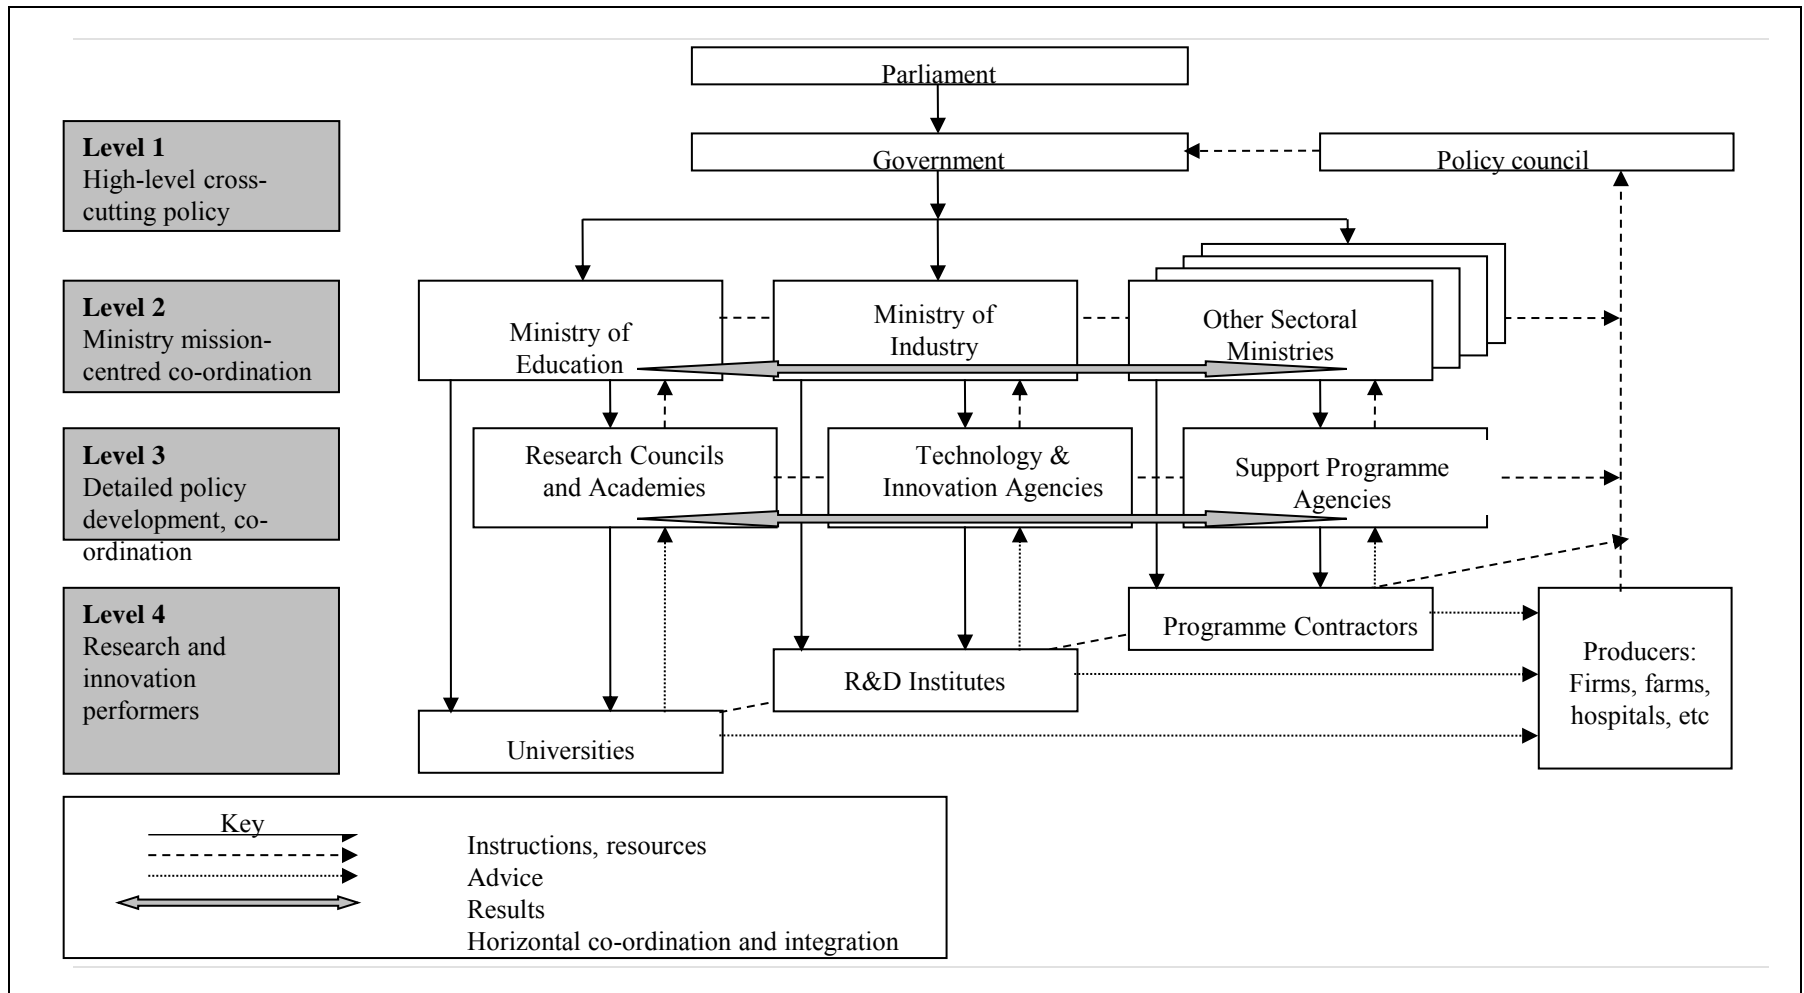 Parliament
Level 1
High-level cross-
cutting policy
Government
Policy council
Level 2
Ministry mission-
centred co-ordination
Ministry of
Education
Ministry of
Industry
Other Sectoral
Ministries
Level 3
Detailed policy
development, co-
ordination
Research Councils
and Academies
Technology &
Innovation Agencies
Support Programme
Agencies
Level 4
Research and
innovation
performers
Programme Contractors
R&D Institutes
Universities
Producers:
Firms, farms,
hospitals, etc
Key
Instructions, resources
Advice
Results
Horizontal co-ordination and integration